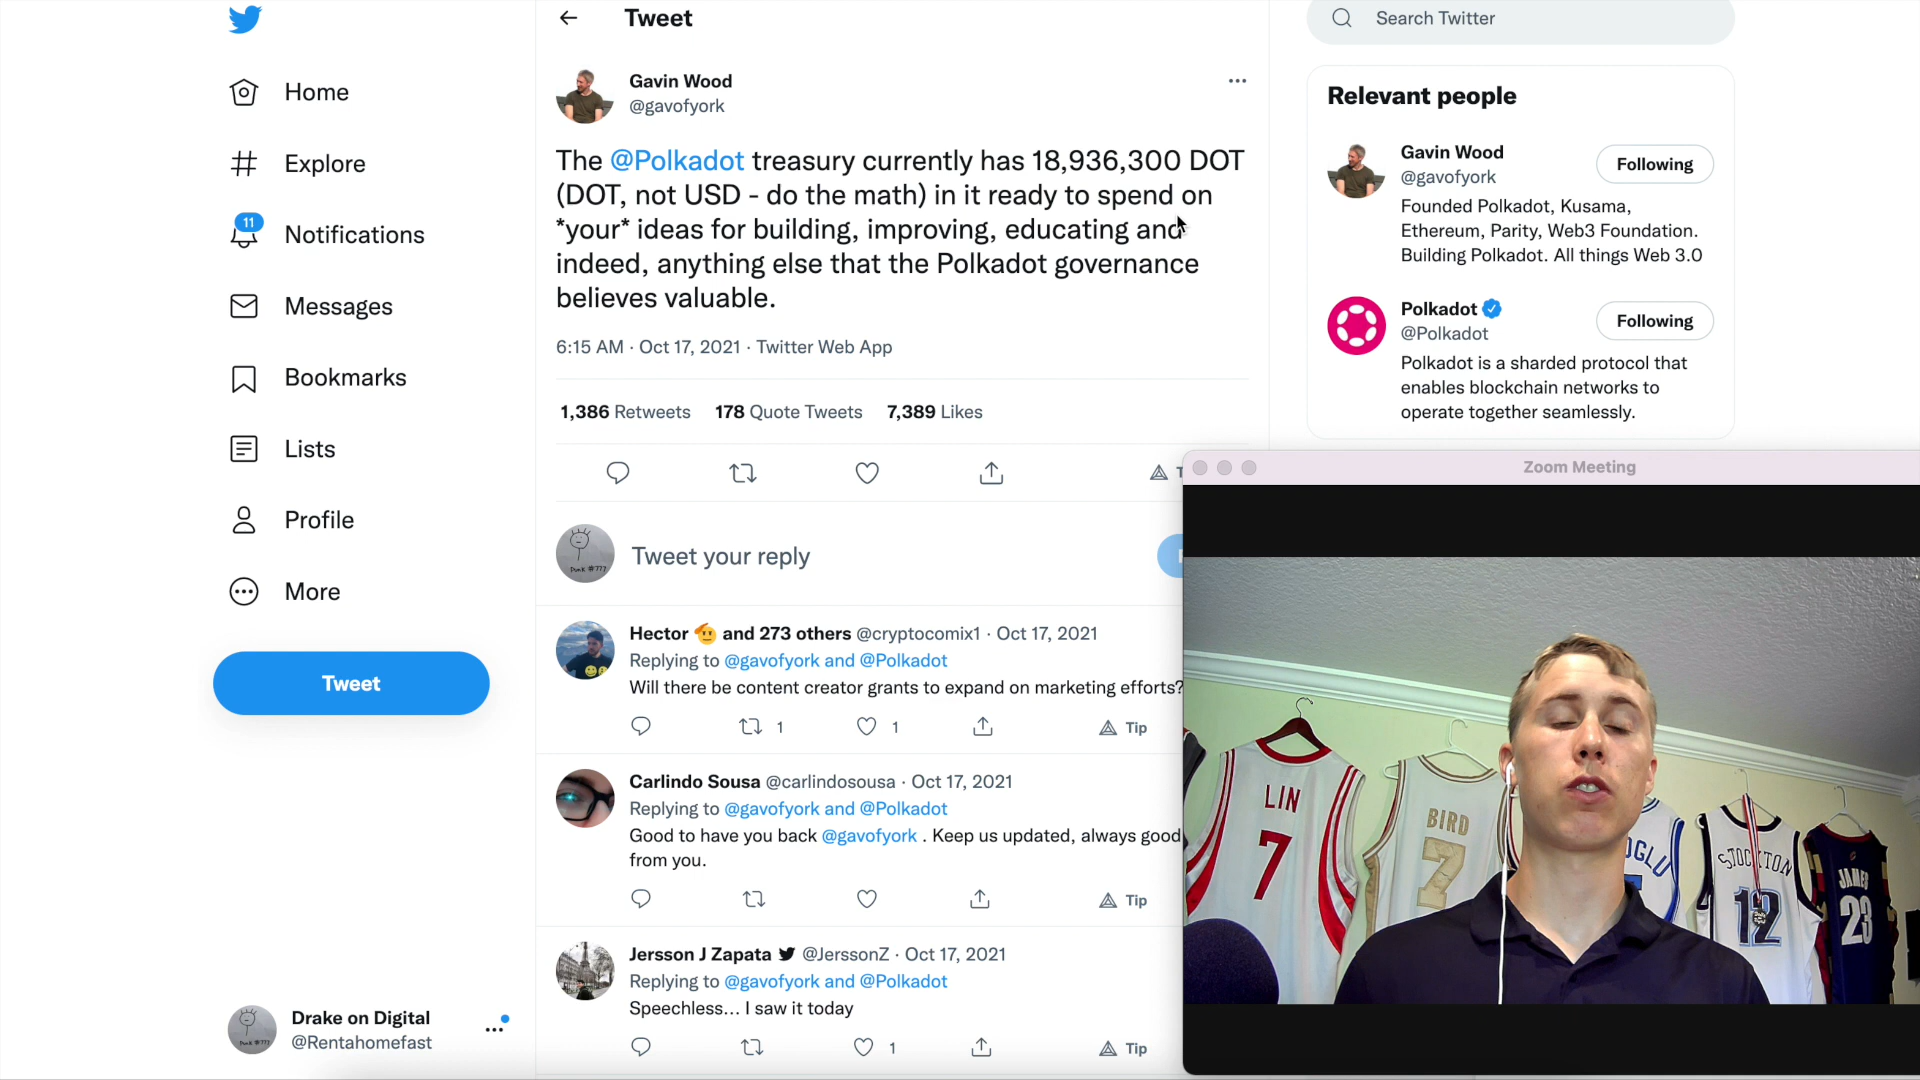 Home
Explore
11
Notifications
Messages
Bookmarks
Lists
Profile
More
Tweet
Drake on Digital
@Rentahomefast
Tweet
Gavin Wood
@gavofyork
The @Polkadot treasury currently has 18,936,300 DOT
(DOT, not USD - do the math) in it ready to spend on
*your* ideas for building, improving, educating and
indeed, anything else that the Polkadot governance
believes valuable.
6:15 AM · Oct 17, 2021 · Twitter Web App
1,386 Retweets 178 Quote Tweets 7,389 Likes
Tweet your reply
Hector and 273 others @cryptocomix1 · Oct 17, 2021
Replying to @gavofyork and @Polkadot
Will there be content creator grants to expand on marketing efforts?
1 1 Tip
Carlindo Sousa @carlindosousa · Oct 17, 2021
Replying to @gavofyork and @Polkadot
Good to have you back @gavofyork . Keep us updated, always good
from you.
Tip
Jersson J Zapata @JerssonZ · Oct 17, 2021
Replying to @gavofyork and @Polkadot
Speechless... I saw it today
1 Tip
Search Twitter
Relevant people
Gavin Wood
@gavofyork
Following
Founded Polkadot, Kusama,
Ethereum, Parity, Web3 Foundation.
Building Polkadot. All things Web 3.0
Polkadot
@Polkadot
Following
Polkadot is a sharded protocol that
enables blockchain networks to
operate together seamlessly.
Zoom Meeting
LIN
7
BIRD
7
STOCKTON
12
JAMES
23